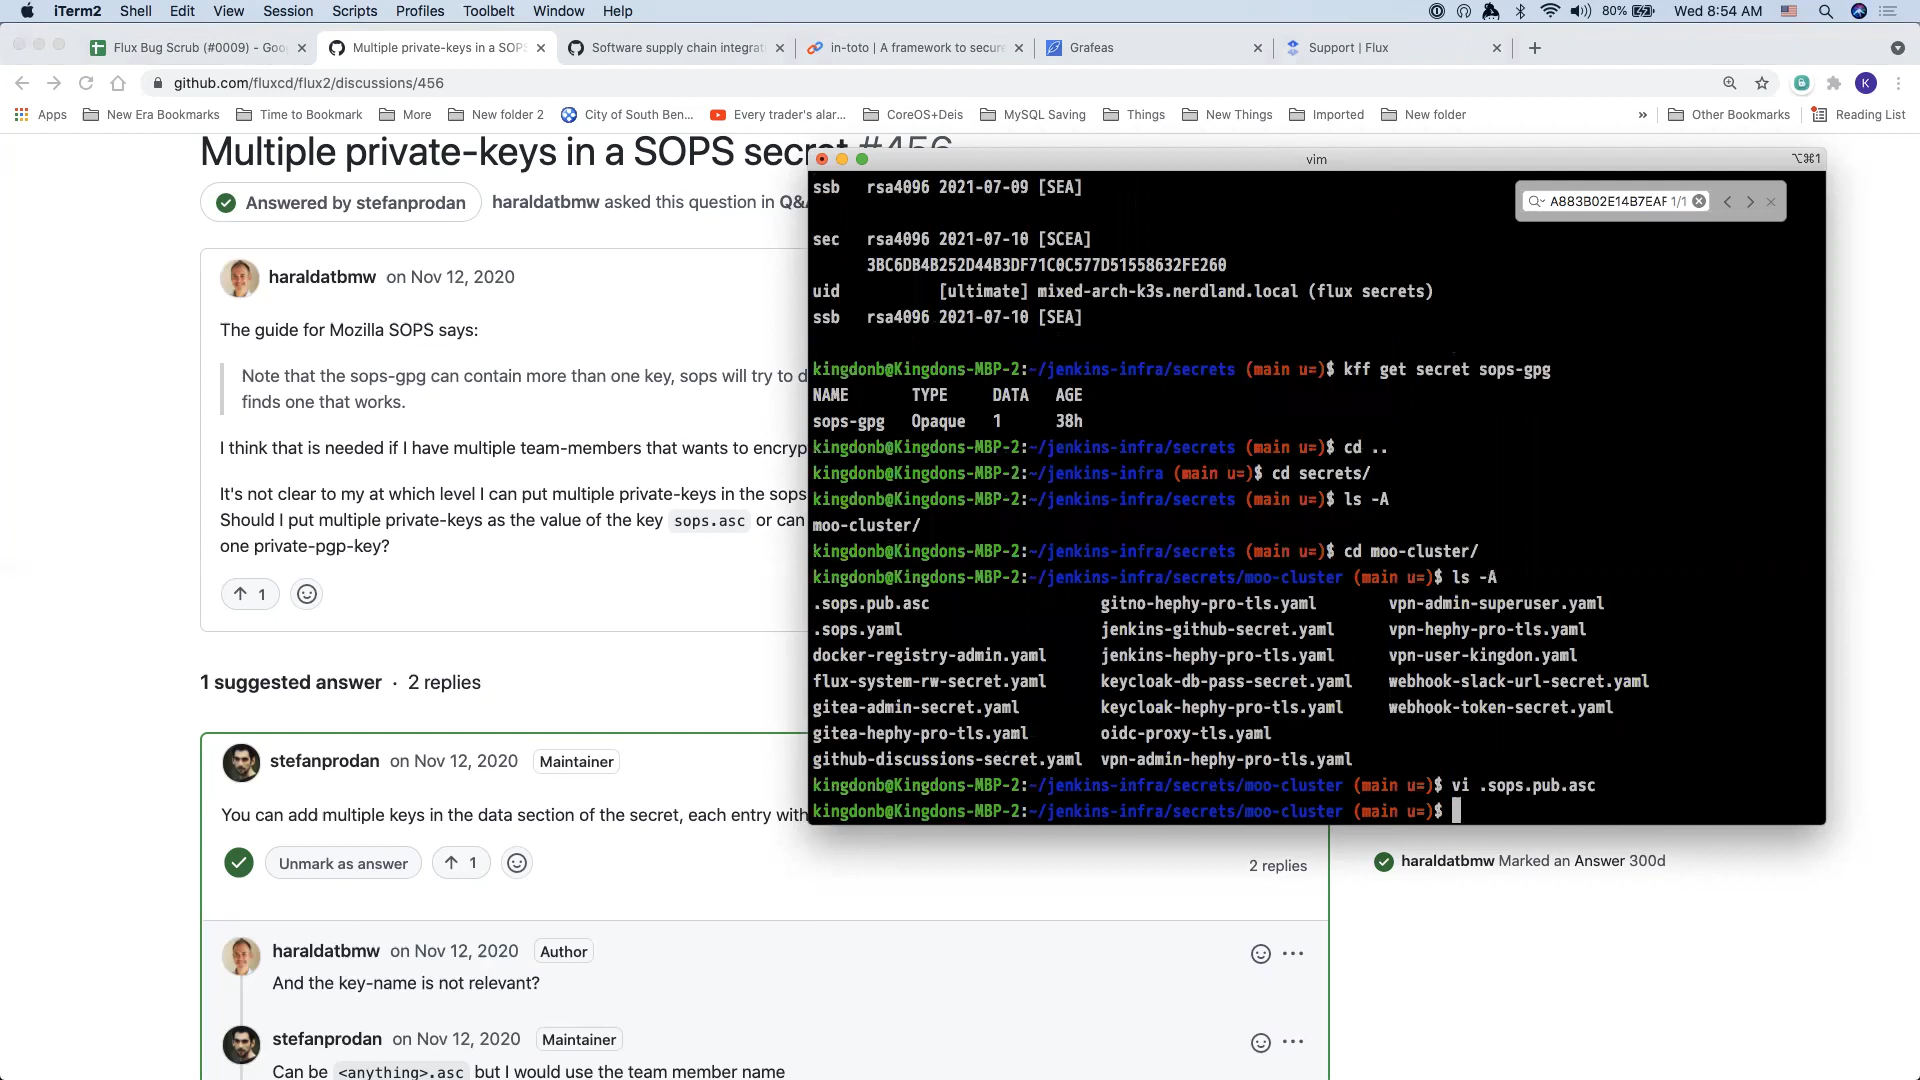 iTerm2 Shell Edit View Session Scripts Profiles Toolbelt Window Help 80% Wed 8:54 AM
Flux Bug Scrub (#0009) - Goo Multiple private-keys in a SOPS Software supply chain integrat in-toto | A framework to secure Grafeas Support | Flux
github.com/fluxcd/flux2/discussions/456 K
Apps New Era Bookmarks Time to Bookmark More New folder 2 City of South Ben... Every trader's alar... CoreOS+Deis MySQL Saving Things New Things Imported New folder » Other Bookmarks Reading List
Multiple private-keys in a SOPS secret #456
Answered by stefanprodan haraldatbmw asked this question in Q&A
haraldatbmw on Nov 12, 2020
The guide for Mozilla SOPS says:
Note that the sops-gpg can contain more than one key, sops will try to d
finds one that works.
I think that is needed if I have multiple team-members that wants to encryp
It's not clear to my at which level I can put multiple private-keys in the sops
Should I put multiple private-keys as the value of the key sops.asc or can
one private-pgp-key?
↑ 1
1 suggested answer · 2 replies
stefanprodan on Nov 12, 2020 Maintainer
You can add multiple keys in the data section of the secret, each entry with
Unmark as answer ↑ 1 2 replies
haraldatbmw on Nov 12, 2020 Author
And the key-name is not relevant?
stefanprodan on Nov 12, 2020 Maintainer
Can be <anything>.asc but I would use the team member name
haraldatbmw Marked an Answer 300d
vim ⌥⌘1
A883B02E14B7EAF 1/1
ssb rsa4096 2021-07-09 [SEA]
sec rsa4096 2021-07-10 [SCEA]
3BC6DB4B252D44B3DF71C0C577D51558632FE260
uid [ultimate] mixed-arch-k3s.nerdland.local (flux secrets)
ssb rsa4096 2021-07-10 [SEA]
kingdonb@Kingdons-MBP-2:~/jenkins-infra/secrets (main u=)$ kff get secret sops-gpg
NAME TYPE DATA AGE
sops-gpg Opaque 1 38h
kingdonb@Kingdons-MBP-2:~/jenkins-infra/secrets (main u=)$ cd ..
kingdonb@Kingdons-MBP-2:~/jenkins-infra (main u=)$ cd secrets/
kingdonb@Kingdons-MBP-2:~/jenkins-infra/secrets (main u=)$ ls -A
moo-cluster/
kingdonb@Kingdons-MBP-2:~/jenkins-infra/secrets (main u=)$ cd moo-cluster/
kingdonb@Kingdons-MBP-2:~/jenkins-infra/secrets/moo-cluster (main u=)$ ls -A
.sops.pub.asc gitno-hephy-pro-tls.yaml vpn-admin-superuser.yaml
.sops.yaml jenkins-github-secret.yaml vpn-hephy-pro-tls.yaml
docker-registry-admin.yaml jenkins-hephy-pro-tls.yaml vpn-user-kingdon.yaml
flux-system-rw-secret.yaml keycloak-db-pass-secret.yaml webhook-slack-url-secret.yaml
gitea-admin-secret.yaml keycloak-hephy-pro-tls.yaml webhook-token-secret.yaml
gitea-hephy-pro-tls.yaml oidc-proxy-tls.yaml
github-discussions-secret.yaml vpn-admin-hephy-pro-tls.yaml
kingdonb@Kingdons-MBP-2:~/jenkins-infra/secrets/moo-cluster (main u=)$ vi .sops.pub.asc
kingdonb@Kingdons-MBP-2:~/jenkins-infra/secrets/moo-cluster (main u=)$